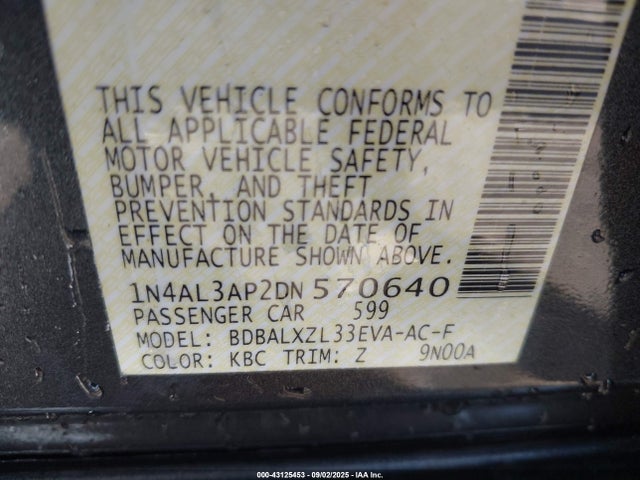 THIS VEHICLE CONFORMS TO
ALL APPLICABLE FEDERAL
MOTOR VEHICLE SAFETY,
BUMPER, AND THEFT
PREVENTION STANDARDS IN
EFFECT ON THE DATE OF
MANUFACTURE SHOWN ABOVE.
1N4AL3AP2DN 570640
PASSENGER CAR 599
MODEL: BDBALXZL33EVA-AC-F
COLOR: KBC TRIM: Z 9N00A
000-43125453 - 09/02/2025 - IAA Inc.